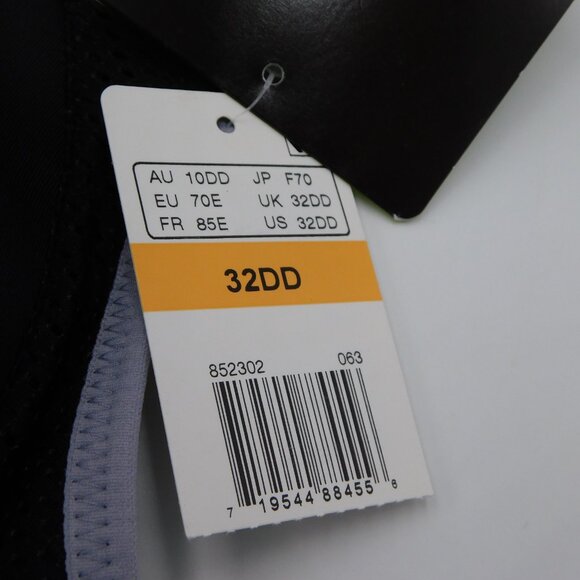 AU 10DD JP F70
EU 70E UK 32DD
FR 85E US 32DD
32DD
852302 063
7 19544 88455 8